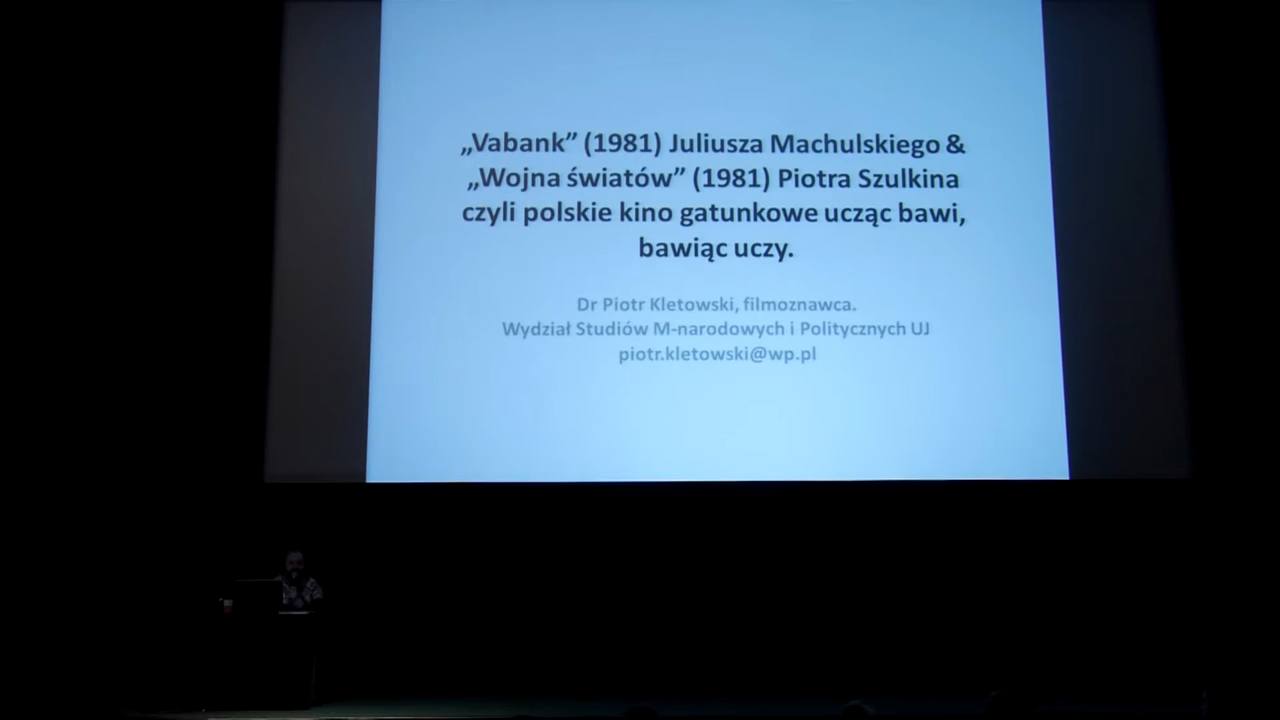 „Vabank” (1981) Juliusza Machulskiego &
„Wojna światów” (1981) Piotra Szulkina
czyli polskie kino gatunkowe ucząc bawi,
bawiąc uczy.
Dr Piotr Kletowski, filmoznawca.
Wydział Studiów M-narodowych i Politycznych UJ
piotr.kletowski@wp.pl